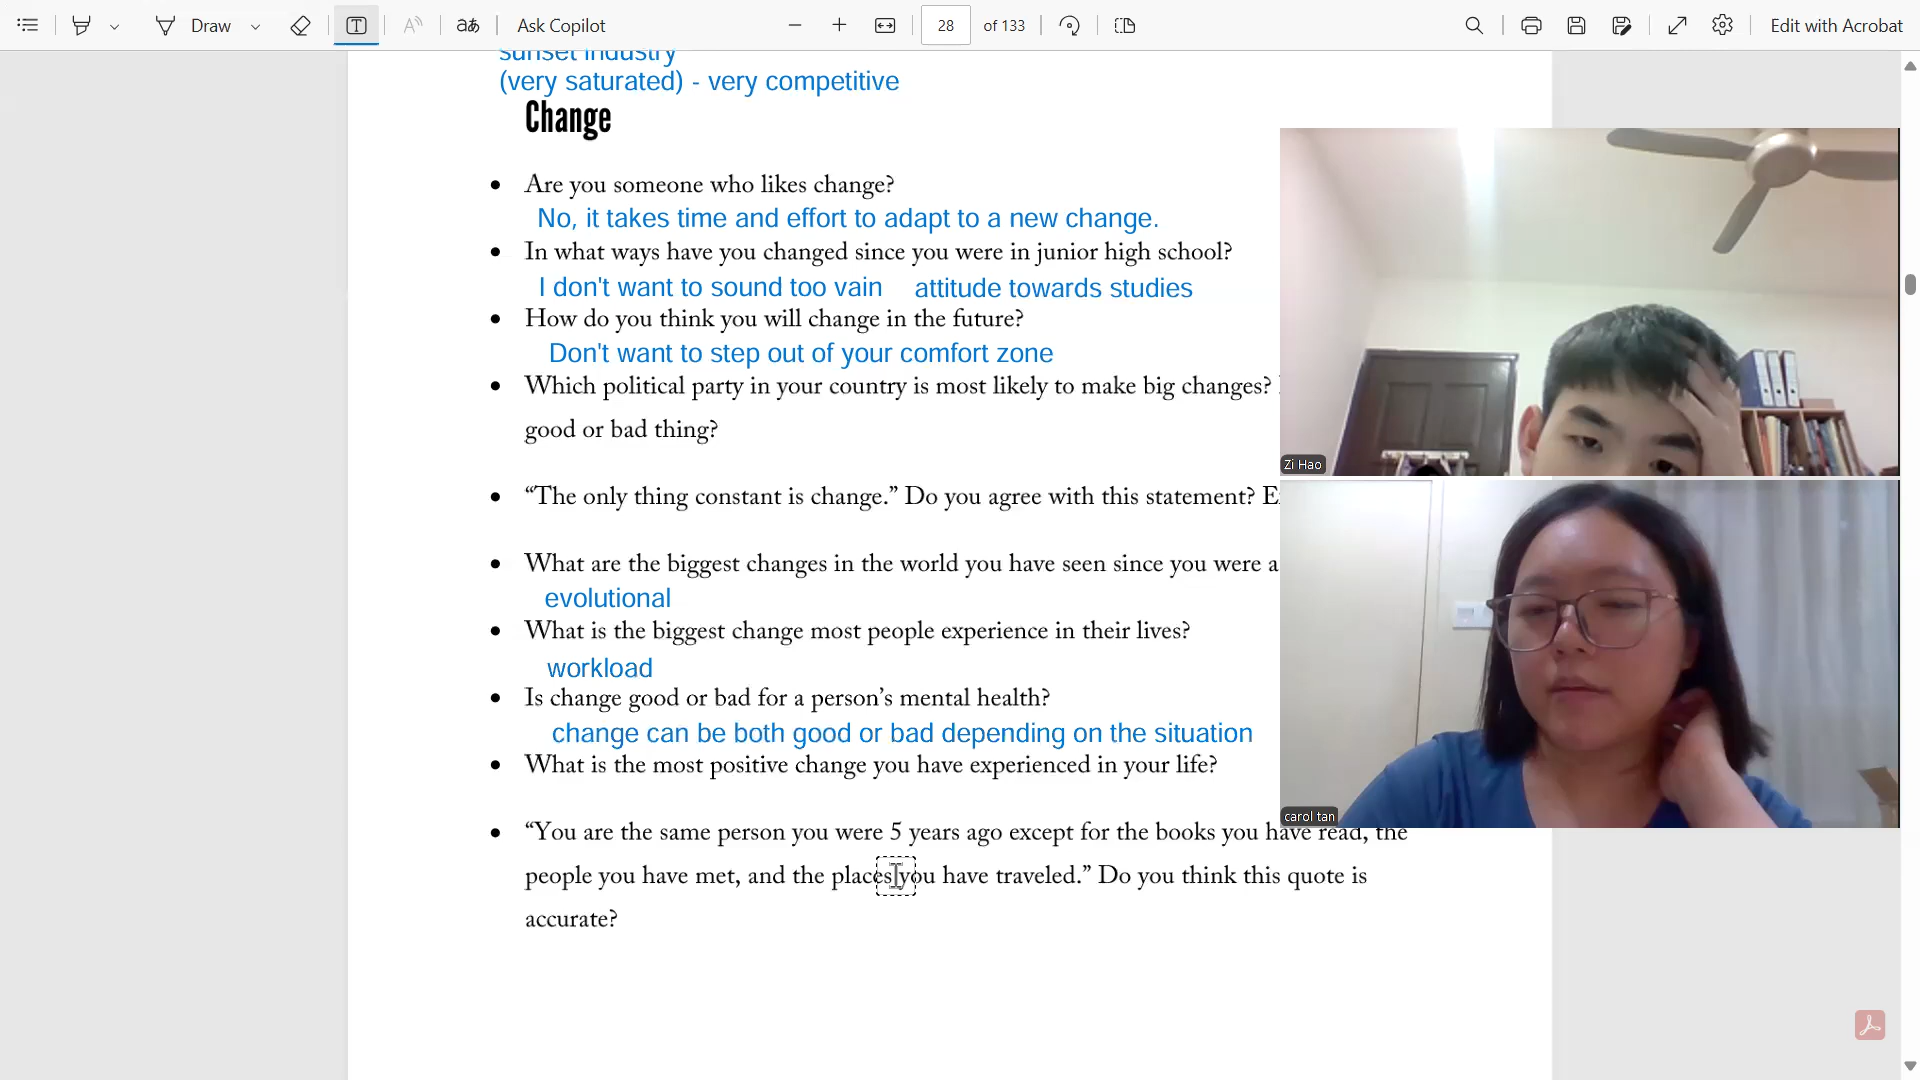 Draw
Ask Copilot
28 of 133
Edit with Acrobat
sunset industry
(very saturated) - very competitive
Change
Are you someone who likes change?
No, it takes time and effort to adapt to a new change.
In what ways have you changed since you were in junior high school?
I don't want to sound too vain attitude towards studies
How do you think you will change in the future?
Don't want to step out of your comfort zone
Which political party in your country is most likely to make big changes?
good or bad thing?
“The only thing constant is change.” Do you agree with this statement?
What are the biggest changes in the world you have seen since you were a
evolutional
What is the biggest change most people experience in their lives?
workload
Is change good or bad for a person’s mental health?
change can be both good or bad depending on the situation
What is the most positive change you have experienced in your life?
“You are the same person you were 5 years ago except for the books you have read, the
people you have met, and the places you have traveled.” Do you think this quote is
accurate?
Zi Hao
carol tan